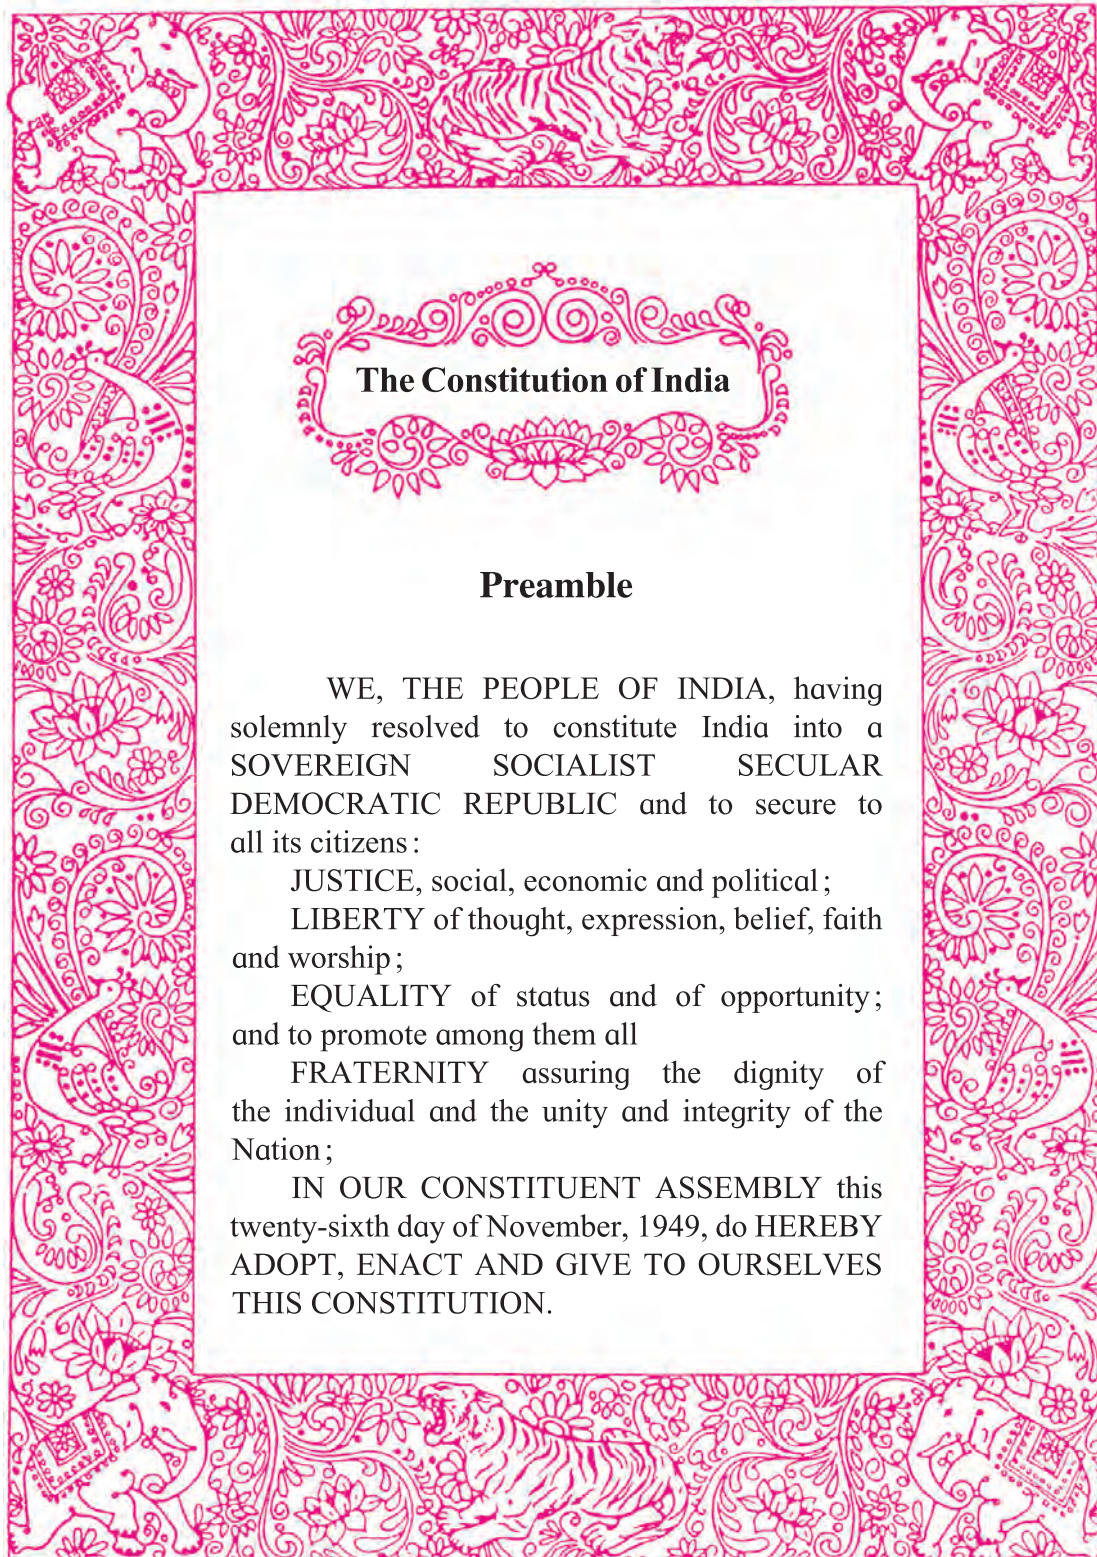 The Constitution of India
Preamble
WE, THE PEOPLE OF INDIA, having
solemnly resolved to constitute India into a
SOVEREIGN SOCIALIST SECULAR
DEMOCRATIC REPUBLIC and to secure to
all its citizens :
JUSTICE, social, economic and political ;
LIBERTY of thought, expression, belief, faith
and worship ;
EQUALITY of status and of opportunity ;
and to promote among them all
FRATERNITY assuring the dignity of
the individual and the unity and integrity of the
Nation ;
IN OUR CONSTITUENT ASSEMBLY this
twenty-sixth day of November, 1949, do HEREBY
ADOPT, ENACT AND GIVE TO OURSELVES
THIS CONSTITUTION.